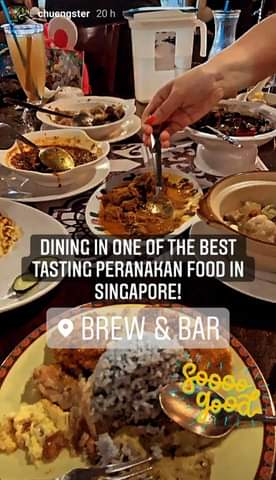 chuengster 20 h
DINING IN ONE OF THE BEST
TASTING PERANAKAN FOOD IN
SINGAPORE!
BREW & BAR
Soooo
good